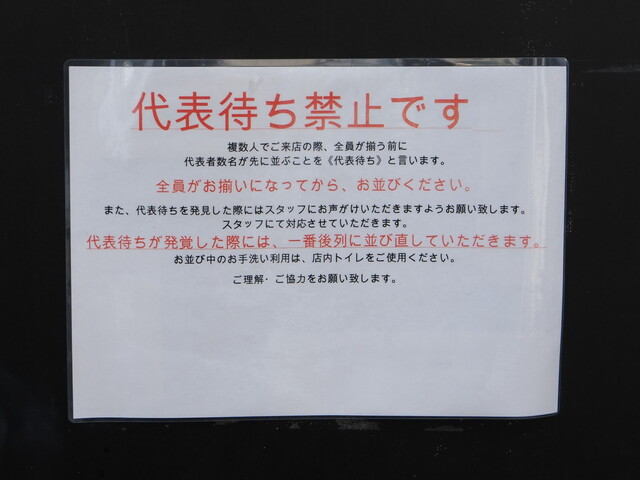 代表待ち禁止です
複数人でご来店の際、全員が揃う前に
代表者数名が先に並ぶことを《代表待ち》と言います。
全員がお揃いになってから、お並びください。
また、代表待ちを発見した際にはスタッフにお声がけいただきますようお願い致します。
スタッフにて対応させていただきます。
代表待ちが発覚した際には、一番後列に並び直していただきます。
お並び中のお手洗い利用は、店内トイレをご使用ください。
ご理解・ご協力をお願い致します。